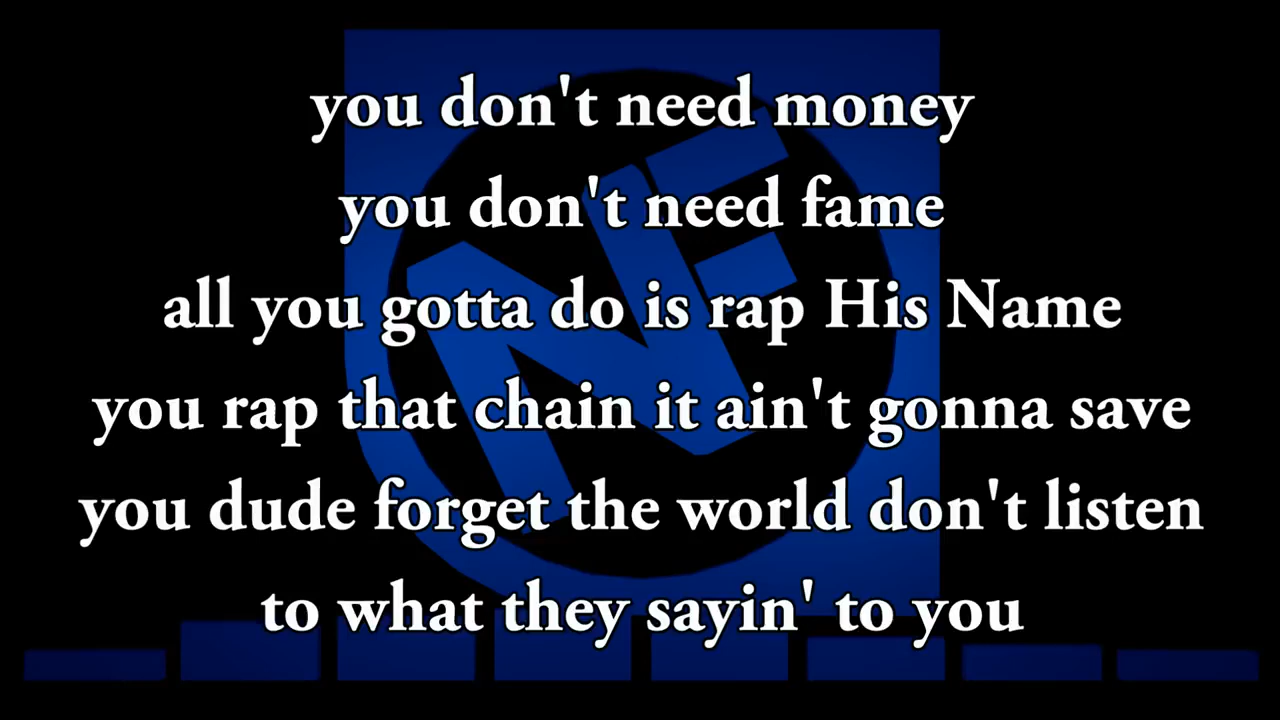 you don't need money
you don't need fame
all you gotta do is rap His Name
you rap that chain it ain't gonna save
you dude forget the world don't listen
to what they sayin' to you
NF